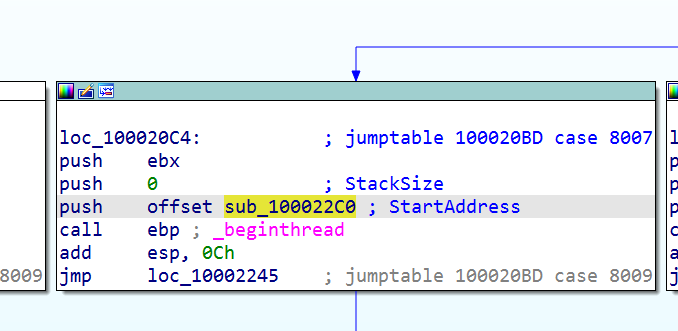 loc_100020C4: ; jumptable 100020BD case 8007
push ebx
push 0 ; StackSize
push offset sub_100022C0 ; StartAddress
call ebp ; _beginthread
add esp, 0Ch
8009 jmp loc_10002245 ; jumptable 100020BD case 8009